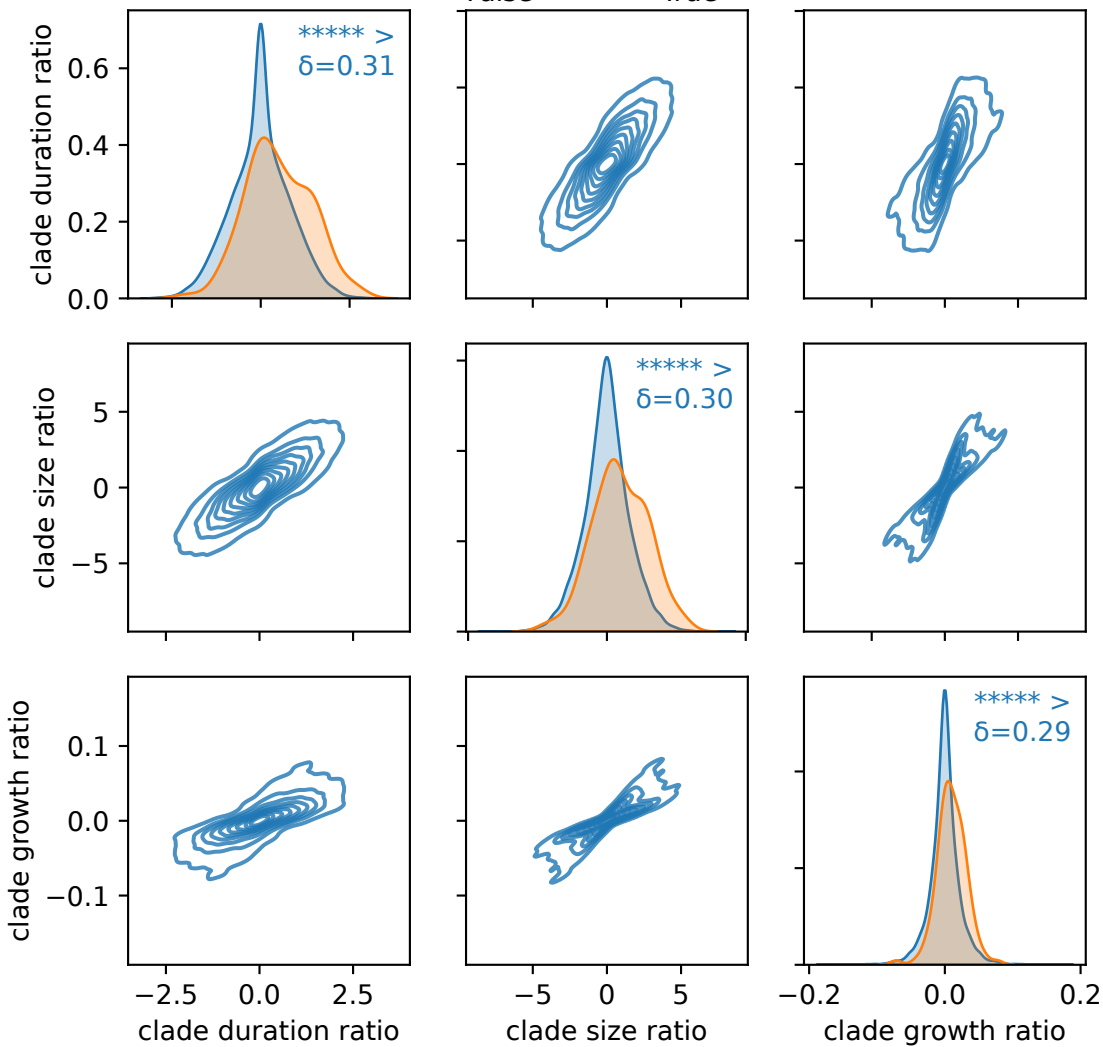 ***** >
δ=0.31
0.6
0.4
0.2
0.0
clade duration ratio
***** >
δ=0.30
5
0
−5
clade size ratio
***** >
δ=0.29
0.1
0.0
−0.1
clade growth ratio
−2.5 0.0 2.5
clade duration ratio
−5 0 5
clade size ratio
−0.2 0.0 0.2
clade growth ratio